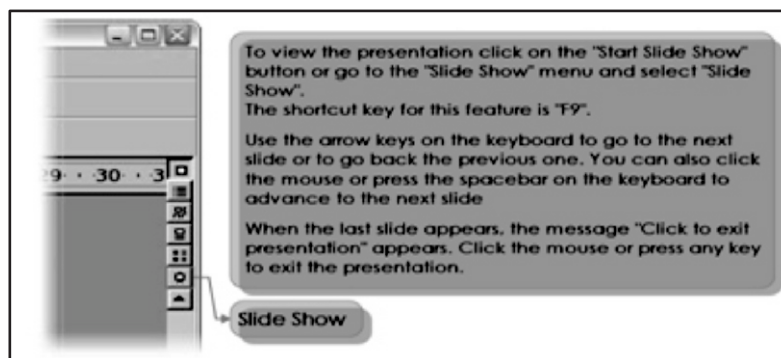 To view the presentation click on the "Start Slide Show"
button or go to the "Slide Show" menu and select "Slide
Show".
The shortcut key for this feature is "F9".
Use the arrow keys on the keyboard to go to the next
slide or to go back the previous one. You can also click
the mouse or press the spacebar on the keyboard to
advance to the next slide
When the last slide appears, the message "Click to exit
presentation" appears. Click the mouse or press any key
to exit the presentation.
29 · · 30 · · 3
Slide Show